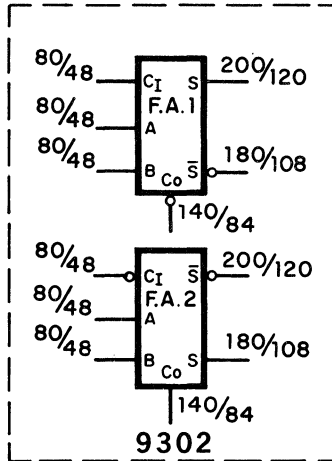 80/48 CI S 200/120
F.A.1
80/48 A
80/48 B S̅ 180/108
Co
140/84
80/48 CI S̅ 200/120
F.A.2
80/48 A
80/48 B S 180/108
Co
140/84
9302